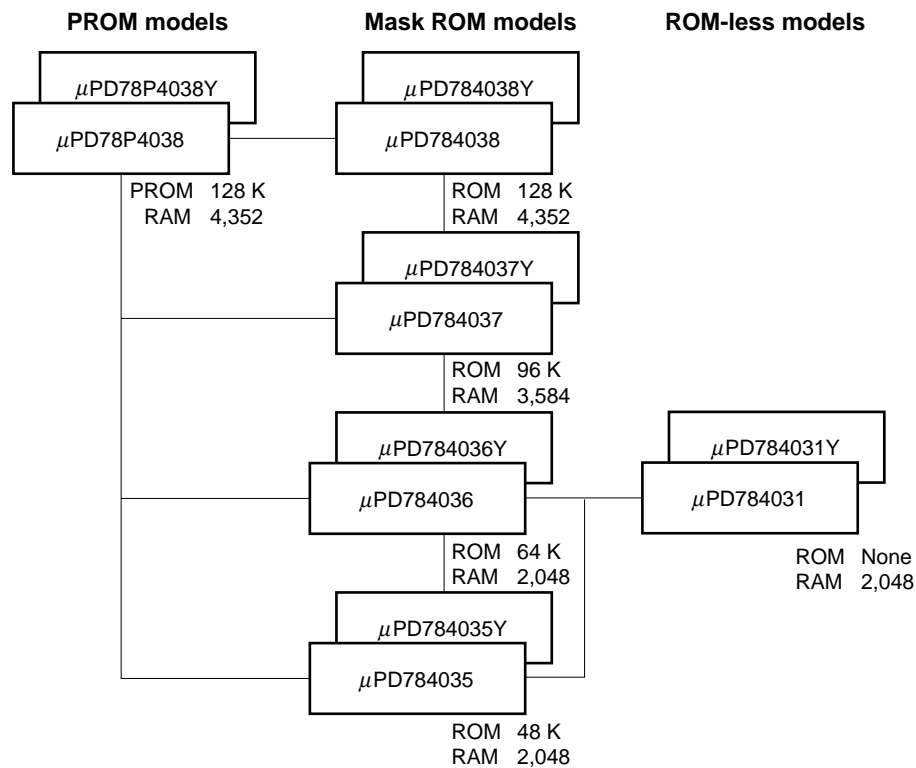 PROM models
Mask ROM models
ROM-less models
μPD78P4038Y
μPD78P4038
PROM 128 K
RAM 4,352
μPD784038Y
μPD784038
ROM 128 K
RAM 4,352
μPD784037Y
μPD784037
ROM 96 K
RAM 3,584
μPD784036Y
μPD784036
ROM 64 K
RAM 2,048
μPD784035Y
μPD784035
ROM 48 K
RAM 2,048
μPD784031Y
μPD784031
ROM None
RAM 2,048